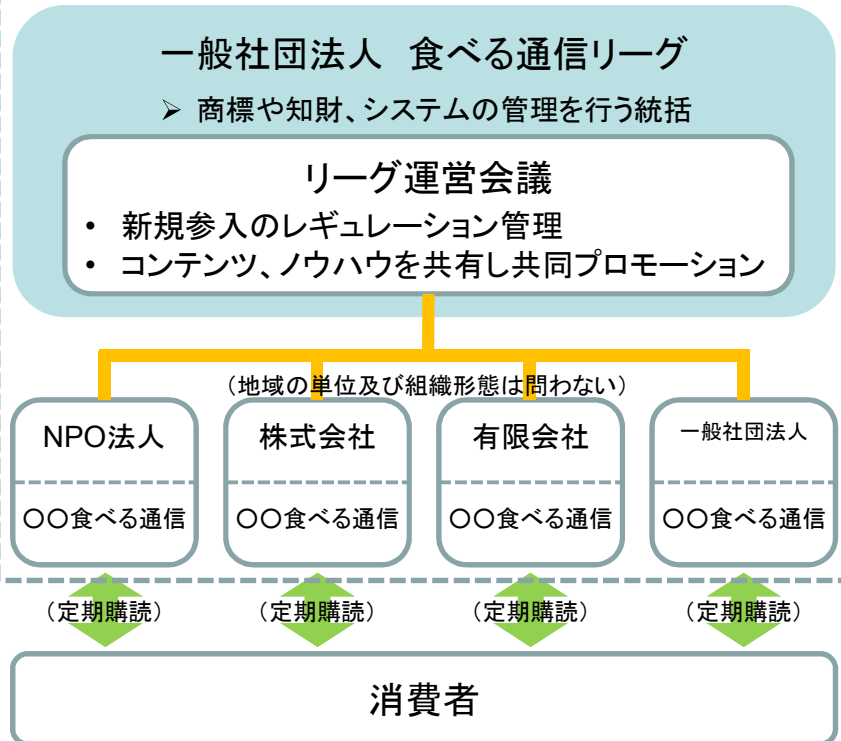 一般社団法人　食べる通信リーグ
➢ 商標や知財、システムの管理を行う統括
リーグ運営会議
• 新規参入のレギュレーション管理
• コンテンツ、ノウハウを共有し共同プロモーション
（地域の単位及び組織形態は問わない）
NPO法人
株式会社
有限会社
一般社団法人
〇〇食べる通信
〇〇食べる通信
〇〇食べる通信
〇〇食べる通信
（定期購読）
（定期購読）
（定期購読）
（定期購読）
消費者